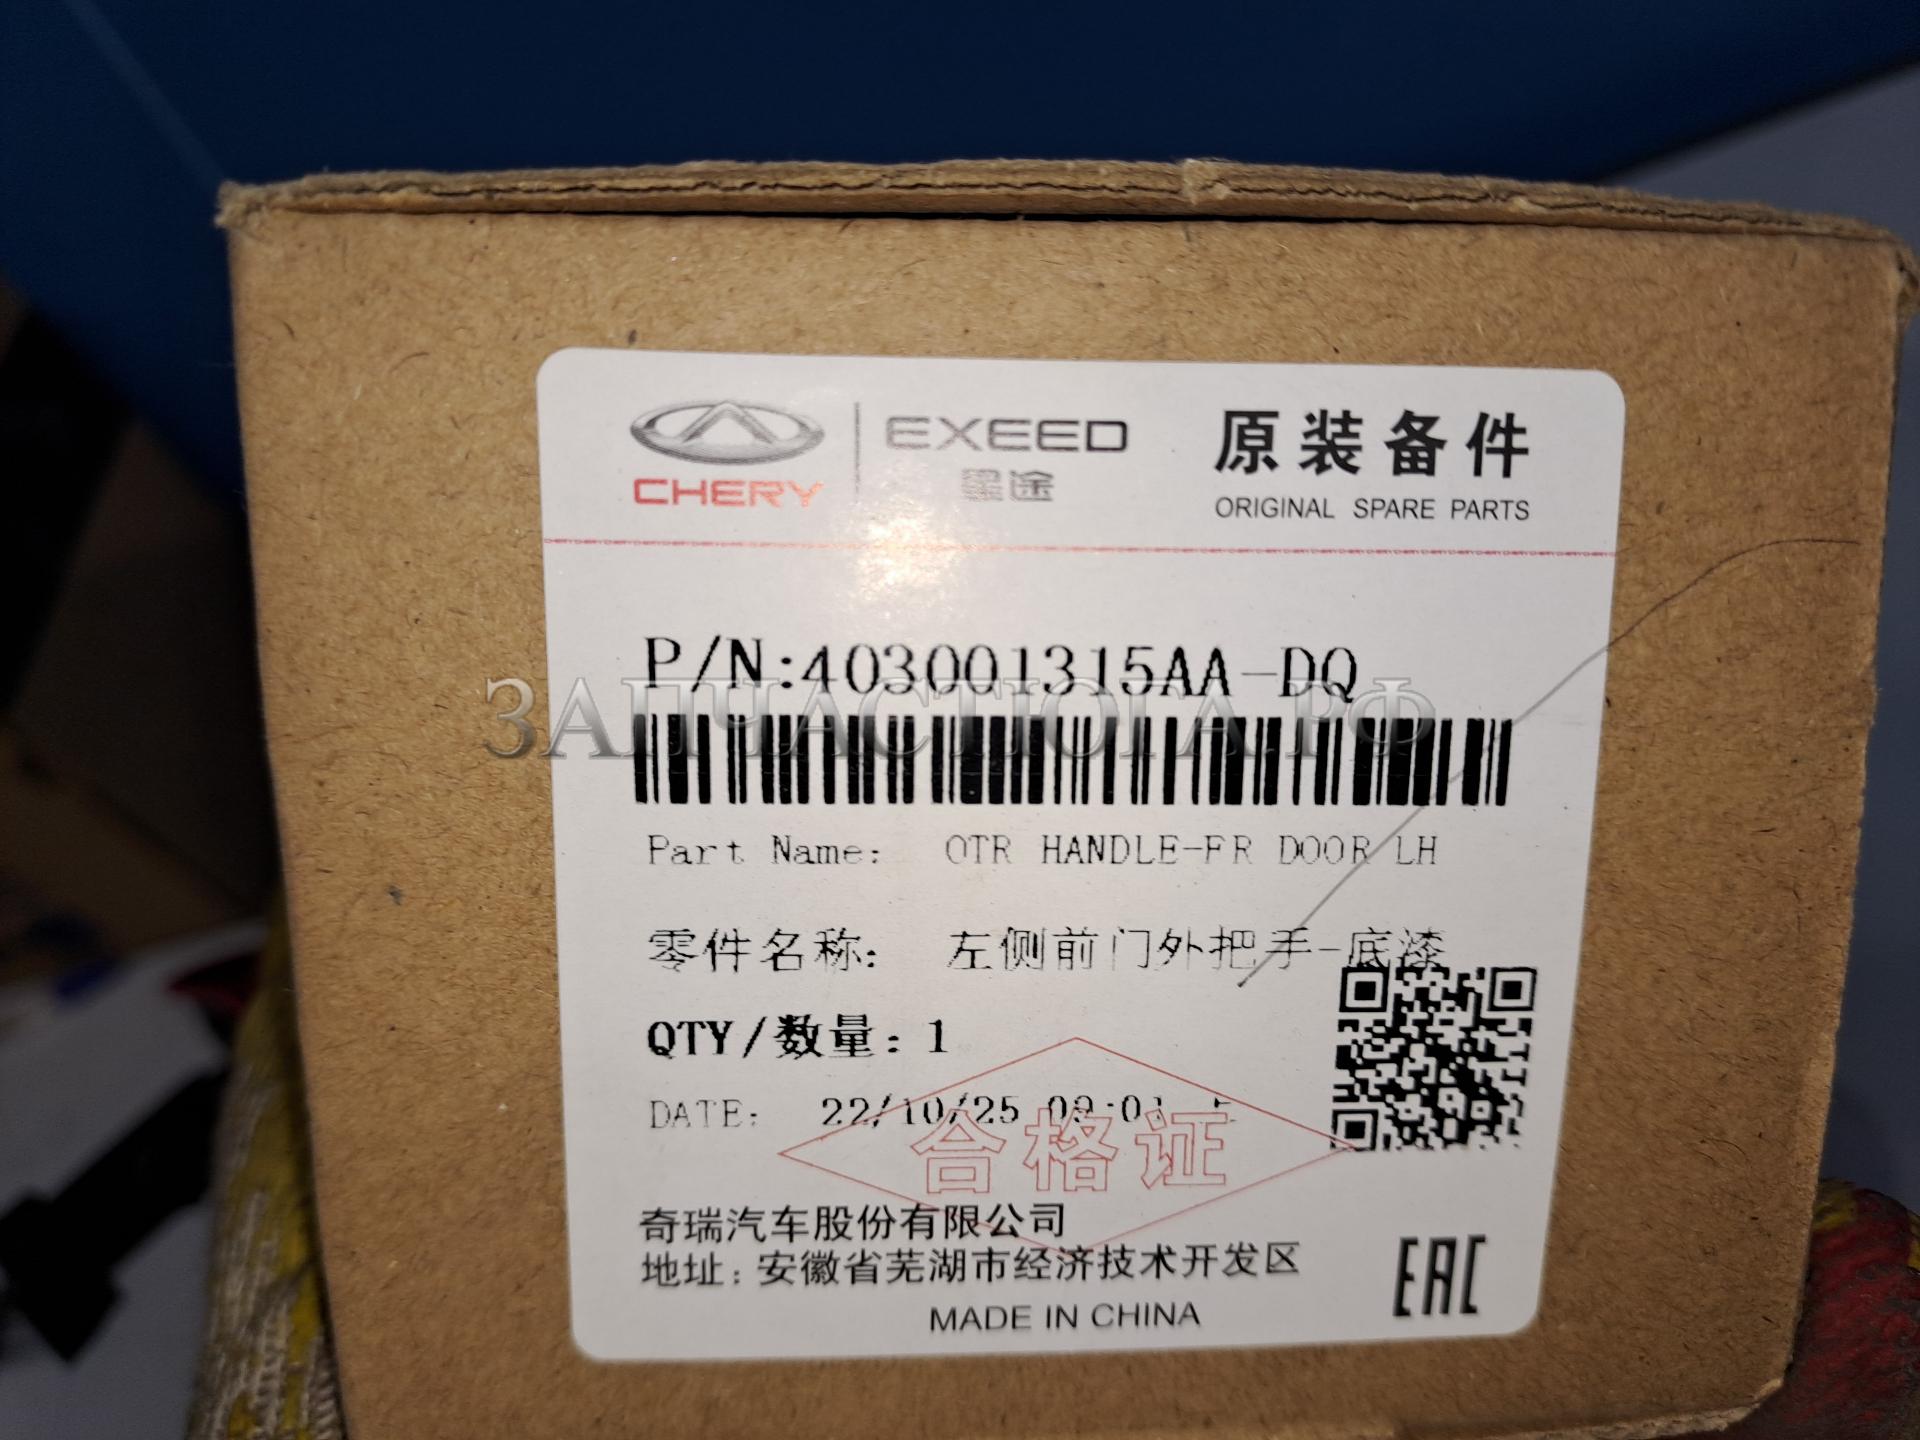 CHERY
EXEED
星途
原装备件
ORIGINAL SPARE PARTS
P/N:403001315AA-DQ
ЗАПЧАСТЮГА.РФ
Part Name: OTR HANDLE-FR DOOR LH
零件名称: 左侧前门外把手-底漆
QTY/数量: 1
DATE: 22/10/25
合格证
奇瑞汽车股份有限公司
地址:安徽省芜湖市经济技术开发区
MADE IN CHINA
EAC